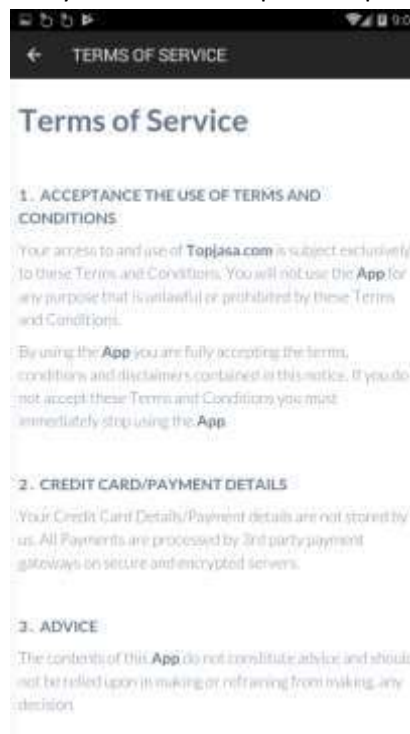 9:0
TERMS OF SERVICE
Terms of Service
1. ACCEPTANCE THE USE OF TERMS AND
CONDITIONS
Your access to and use of Topjasa.com is subject exclusively
to these Terms and Conditions. You will not use the App for
any purpose that is unlawful or prohibited by these Terms
and Conditions.
By using the App you are fully accepting the terms,
conditions and disclaimers contained in this notice. If you do
not accept these Terms and Conditions you must
immediately stop using the App
2. CREDIT CARD/PAYMENT DETAILS
Your Credit Card Details/Payment details are not stored by
us. All Payments are processed by 3rd party payment
gateways on secure and encrypted servers.
3. ADVICE
The contents of this App do not constitute advice and should
not be relied upon in making or refraining from making, any
decision